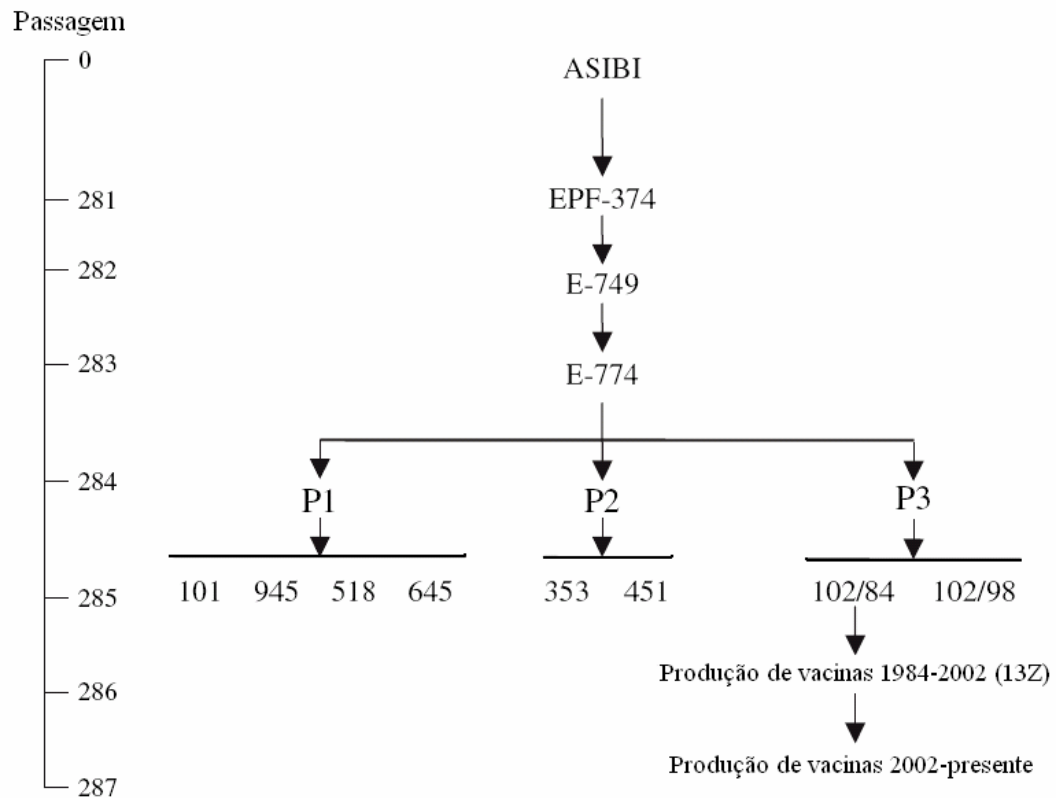 Passagem
0
ASIBI
281
EPF-374
282
E-749
283
E-774
284
P1 P2 P3
285
101 945 518 645 353 451 102/84 102/98
Produção de vacinas 1984-2002 (13Z)
286
Produção de vacinas 2002-presente
287